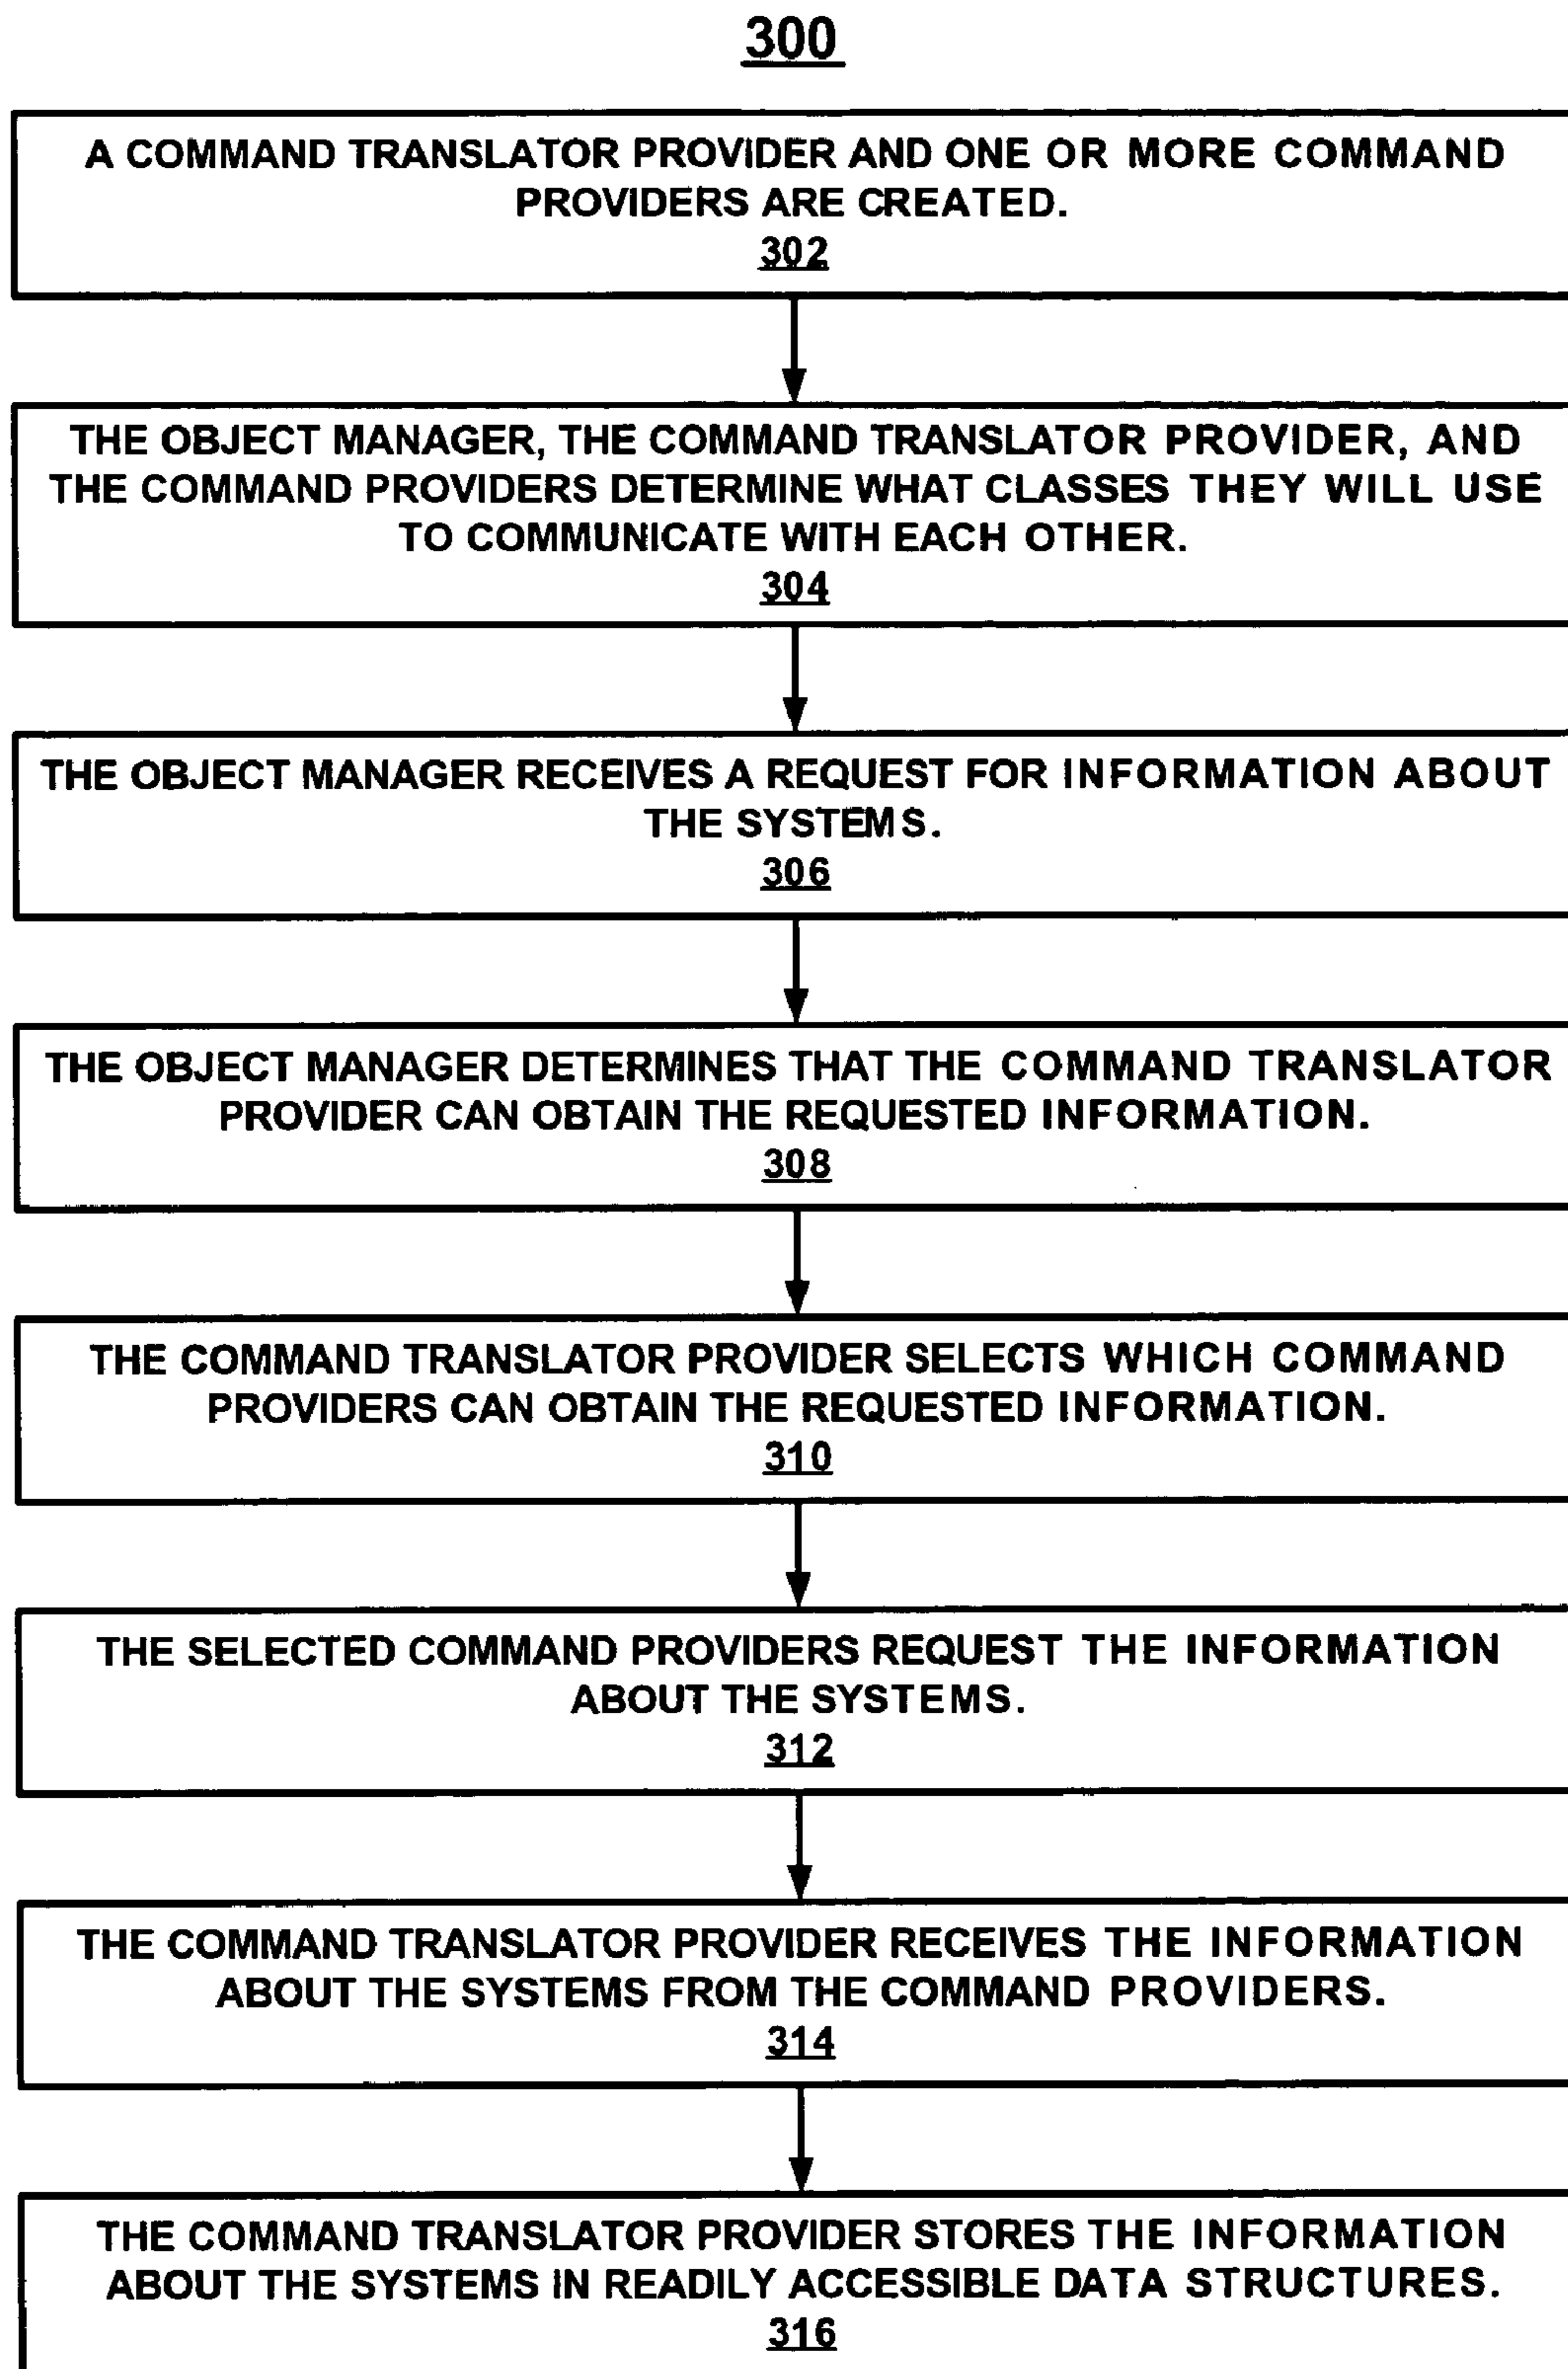 300
A COMMAND TRANSLATOR PROVIDER AND ONE OR MORE COMMAND
PROVIDERS ARE CREATED.
302
THE OBJECT MANAGER, THE COMMAND TRANSLATOR PROVIDER, AND
THE COMMAND PROVIDERS DETERMINE WHAT CLASSES THEY WILL USE
TO COMMUNICATE WITH EACH OTHER.
304
THE OBJECT MANAGER RECEIVES A REQUEST FOR INFORMATION ABOUT
THE SYSTEMS.
306
THE OBJECT MANAGER DETERMINES THAT THE COMMAND TRANSLATOR
PROVIDER CAN OBTAIN THE REQUESTED INFORMATION.
308
THE COMMAND TRANSLATOR PROVIDER SELECTS WHICH COMMAND
PROVIDERS CAN OBTAIN THE REQUESTED INFORMATION.
310
THE SELECTED COMMAND PROVIDERS REQUEST THE INFORMATION
ABOUT THE SYSTEMS.
312
THE COMMAND TRANSLATOR PROVIDER RECEIVES THE INFORMATION
ABOUT THE SYSTEMS FROM THE COMMAND PROVIDERS.
314
THE COMMAND TRANSLATOR PROVIDER STORES THE INFORMATION
ABOUT THE SYSTEMS IN READILY ACCESSIBLE DATA STRUCTURES.
316